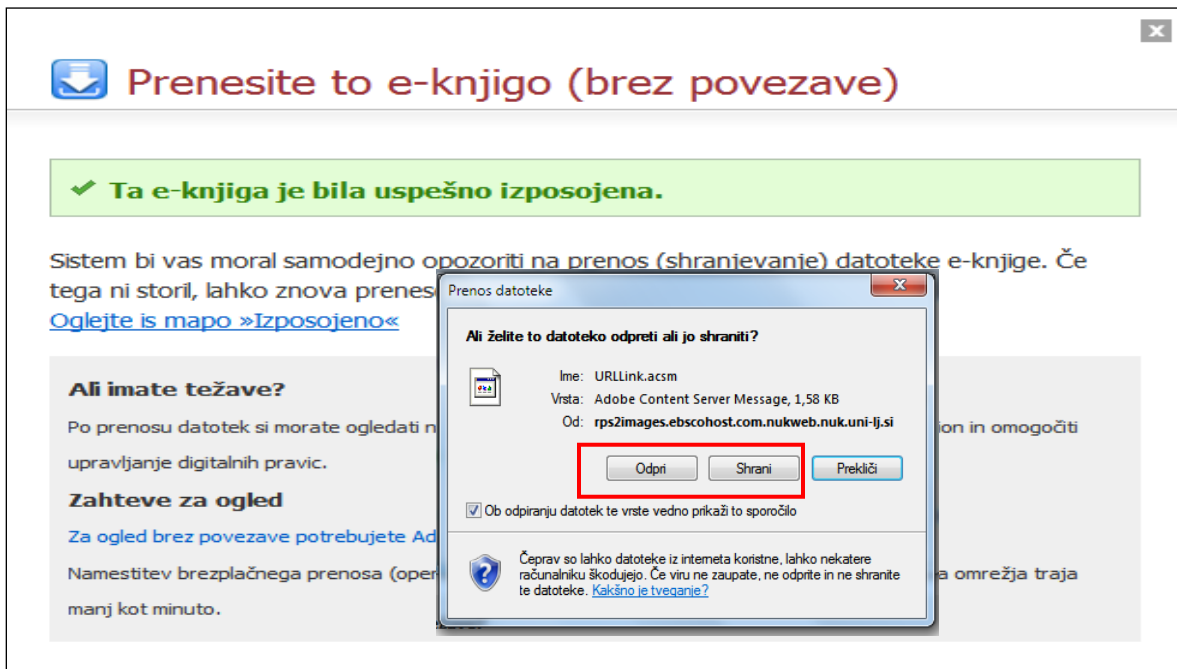 Prenesite to e-knjigo (brez povezave)
Ta e-knjiga je bila uspešno izposojena.
Sistem bi vas moral samodejno opozoriti na prenos (shranjevanje) datoteke e-knjige. Če
tega ni storil, lahko znova
Oglejte is mapo »Izposojeno«
Ali imate težave?
Po prenosu datotek si morate ogledati
in omogočiti
upravljanje digitalnih pravic.
Zahteve za ogled
Za ogled brez povezave potrebujete
Namestitev brezplačnega prenosa
omrežja traja
manj kot minuto.
Prenos datoteke
Ali želite to datoteko odpreti ali jo shraniti?
Ime: URLLink.acsm
Vrsta: Adobe Content Server Message, 1,58 KB
Od: rps2images.ebscohost.com.nukweb.nuk.uni-lj.si
Odpri Shrani Prekliči
Ob odpiranju datotek te vrste vedno prikaži to sporočilo
Čeprav so lahko datoteke iz interneta koristne, lahko nekatere
računalniku škodujejo. Če viru ne zaupate, ne odprite in ne shranite
te datoteke. Kakšno je tveganje?